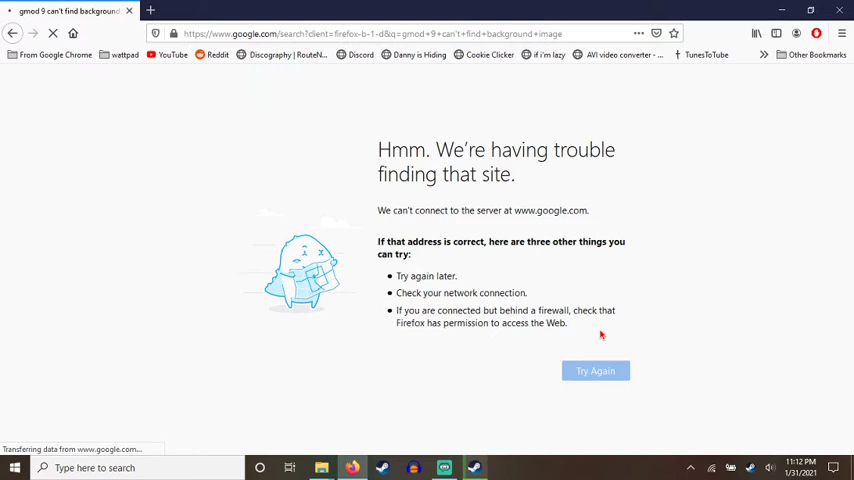 gmod 9 can't find background
https://www.google.com/search?client=firefox-b-1-d&q=gmod+9+can't+find+background+image
From Google Chrome wattpad YouTube Reddit Discography | RouteN... Discord Danny is Hiding Cookie Clicker if i'm lazy AVI video converter -... TunesToTube Other Bookmarks
Hmm. We're having trouble
finding that site.
We can't connect to the server at www.google.com.
If that address is correct, here are three other things you
can try:
Try again later.
Check your network connection.
If you are connected but behind a firewall, check that
Firefox has permission to access the Web.
Try Again
Transferring data from www.google.com...
Type here to search
11:12 PM
1/31/2021